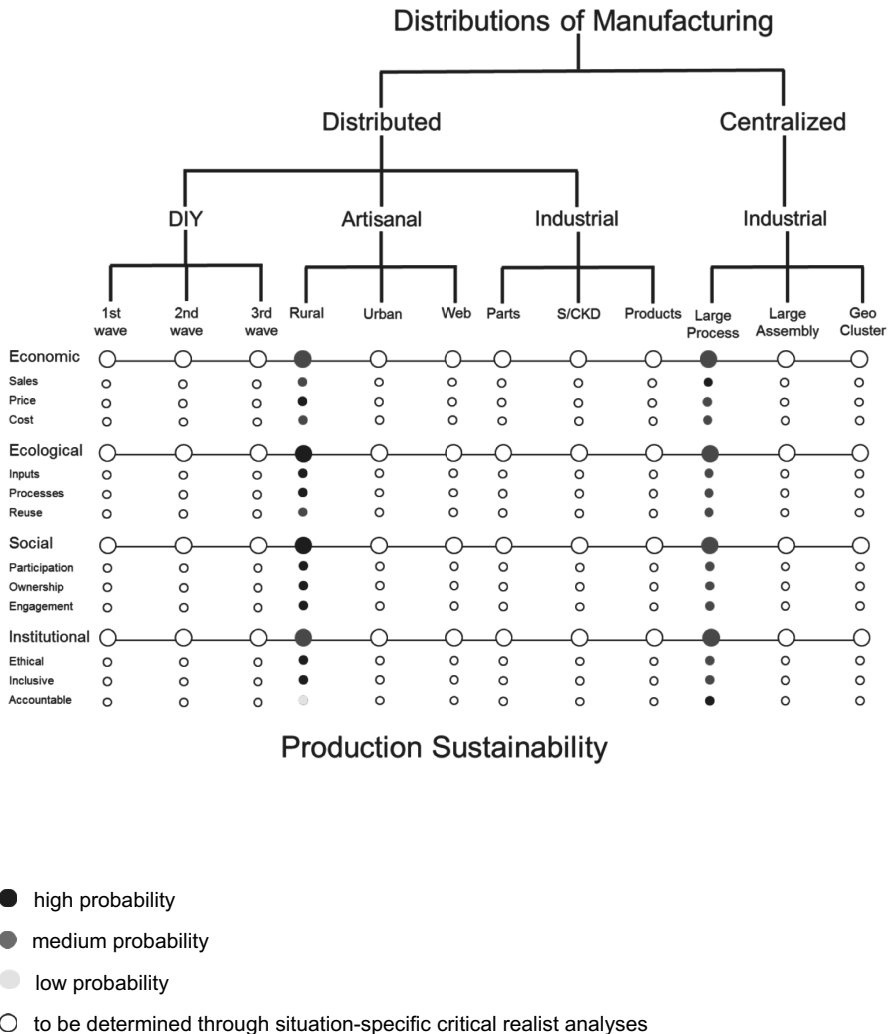 Distributions of Manufacturing
Distributed
Centralized
DIY
Artisanal
Industrial
Industrial
1st wave
2nd wave
3rd wave
Rural
Urban
Web
Parts
S/CKD
Products
Large Process
Large Assembly
Geo Cluster
Economic
Sales
Price
Cost
Ecological
Inputs
Processes
Reuse
Social
Participation
Ownership
Engagement
Institutional
Ethical
Inclusive
Accountable
Production Sustainability
high probability
medium probability
low probability
to be determined through situation-specific critical realist analyses